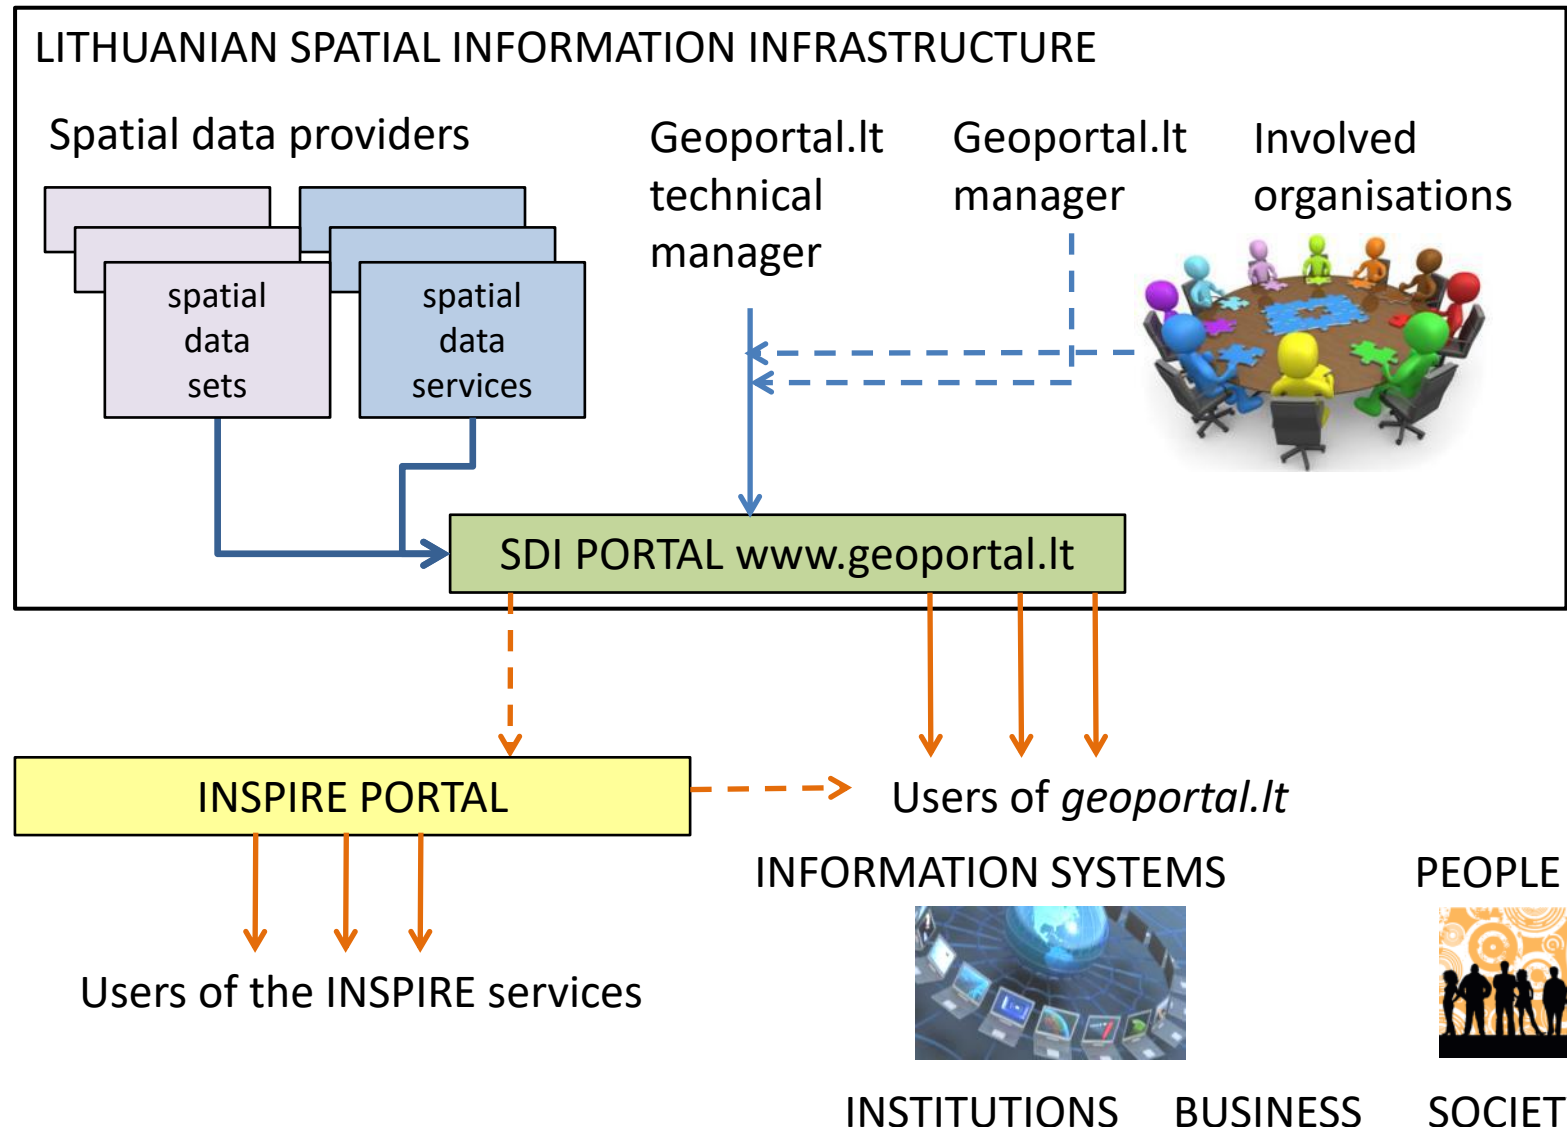 LITHUANIAN SPATIAL INFORMATION INFRASTRUCTURE
Spatial data providers
spatial
data
sets
spatial
data
services
Geoportal.lt
technical
manager
Geoportal.lt
manager
Involved
organisations
SDI PORTAL www.geoportal.lt
INSPIRE PORTAL
Users of geoportal.lt
Users of the INSPIRE services
INFORMATION SYSTEMS
PEOPLE
INSTITUTIONS
BUSINESS
SOCIET